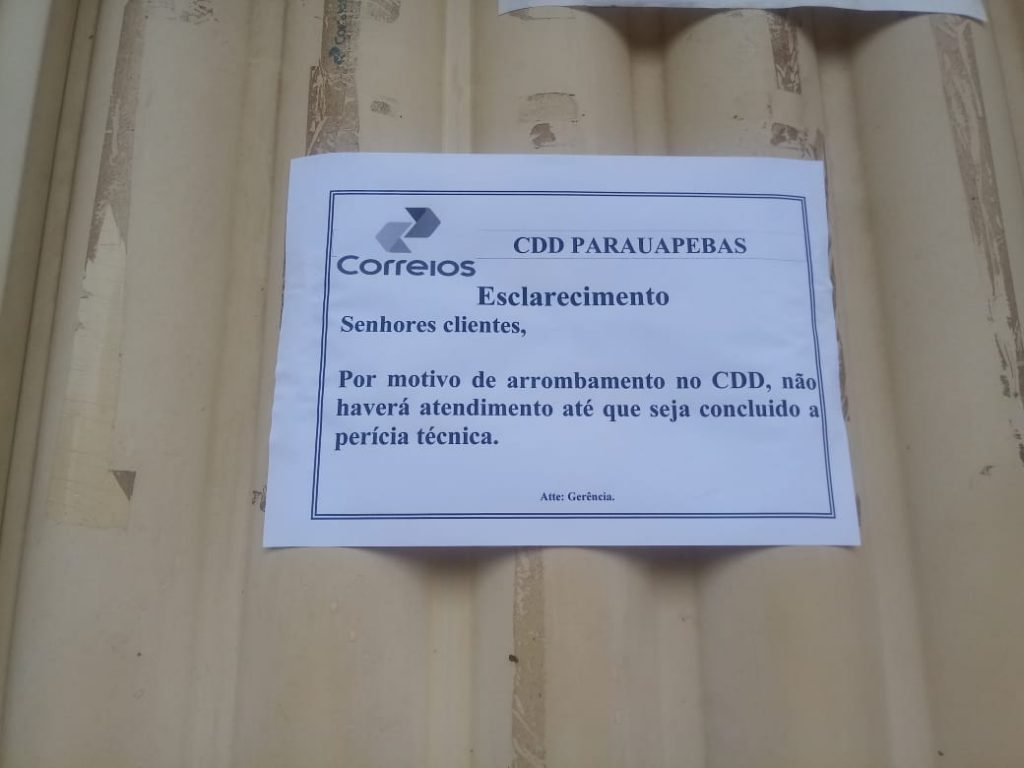 Correios
CDD PARAUAPEBAS
Esclarecimento
Senhores clientes,
Por motivo de arrombamento no CDD, não
haverá atendimento até que seja concluido a
perícia técnica.
Atte: Gerência.